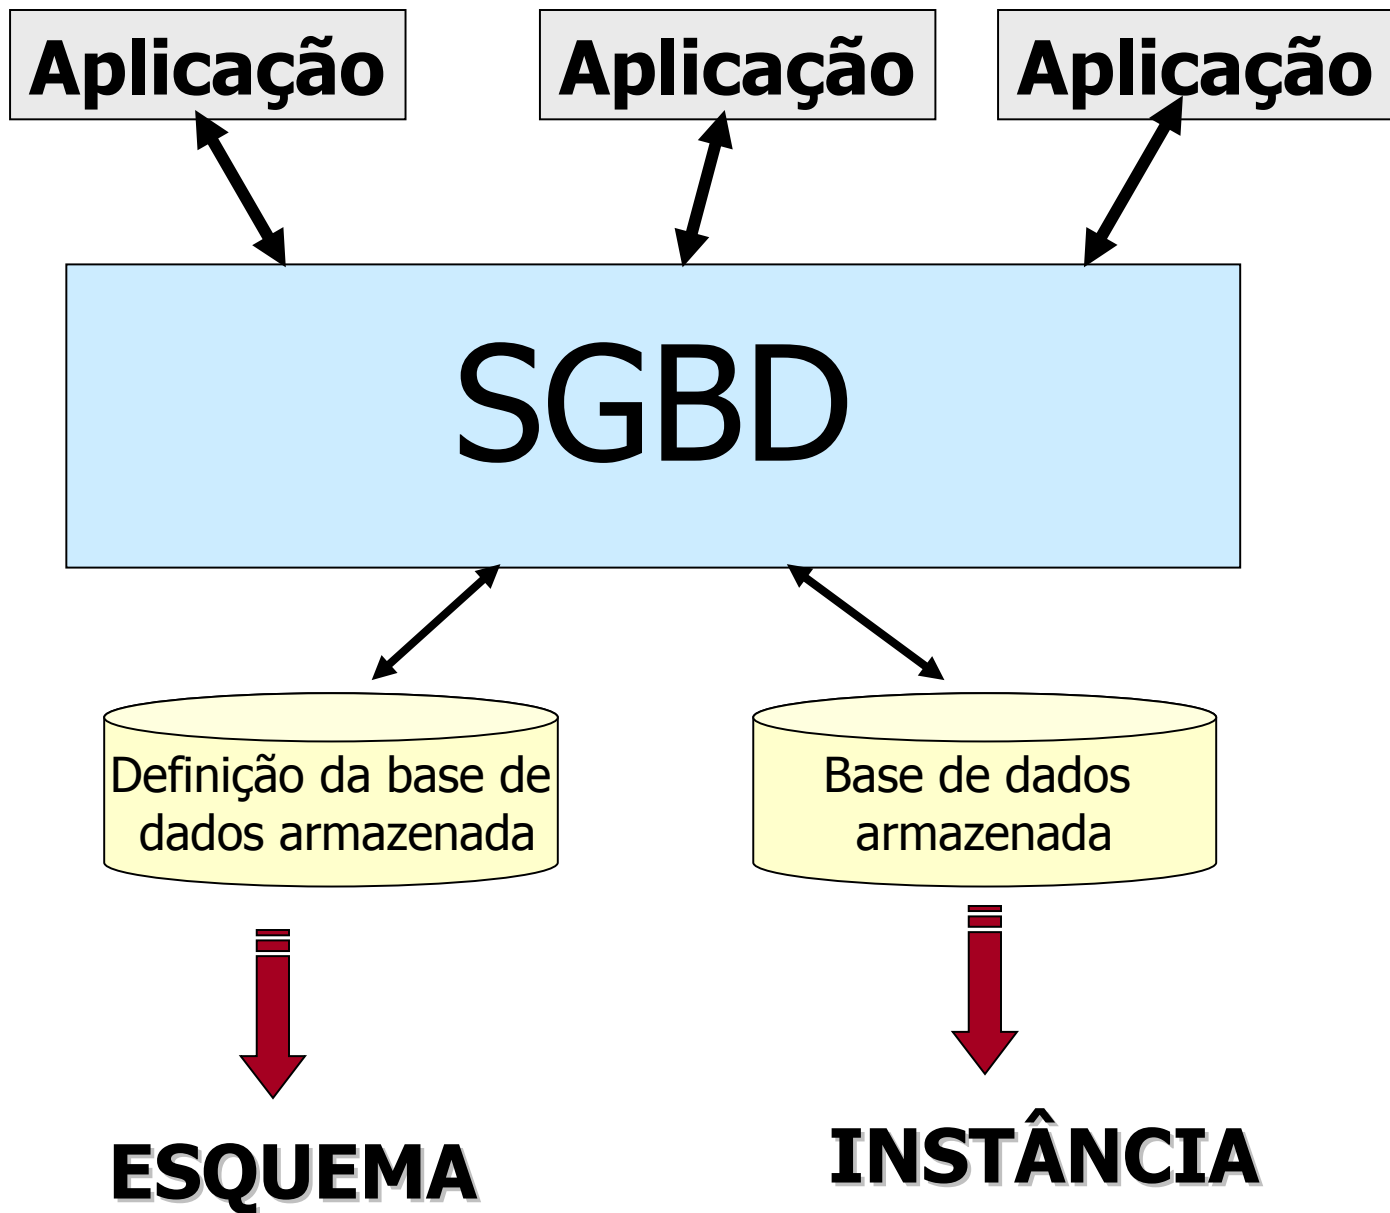 Aplicação
Aplicação
Aplicação
SGBD
Definição da base de
dados armazenada
Base de dados
armazenada
ESQUEMA
INSTÂNCIA